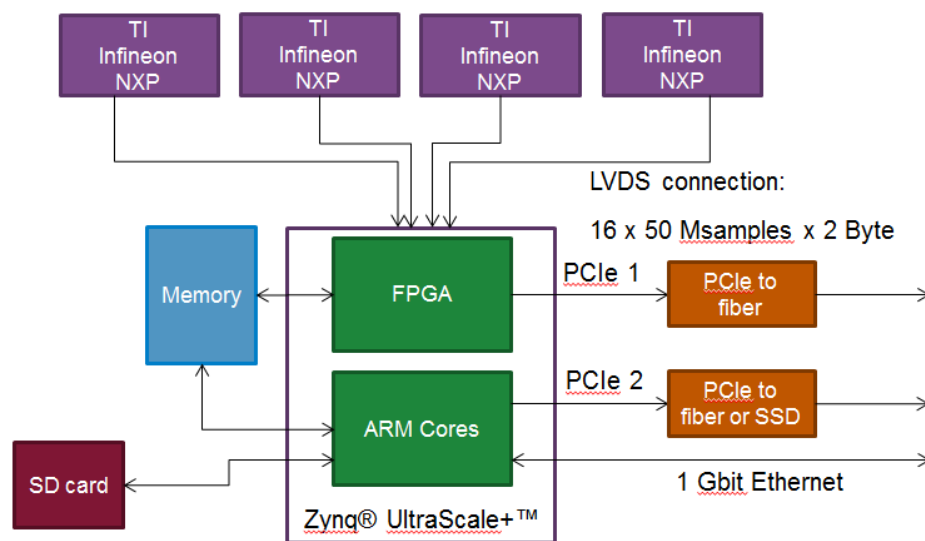 TI
Infineon
NXP
TI
Infineon
NXP
TI
Infineon
NXP
TI
Infineon
NXP
LVDS connection:
16 x 50 Msamples x 2 Byte
Memory
FPGA
PCIe 1
PCIe to
fiber
ARM Cores
PCIe 2
PCIe to
fiber or SSD
SD card
1 Gbit Ethernet
Zynq® UltraScale+™